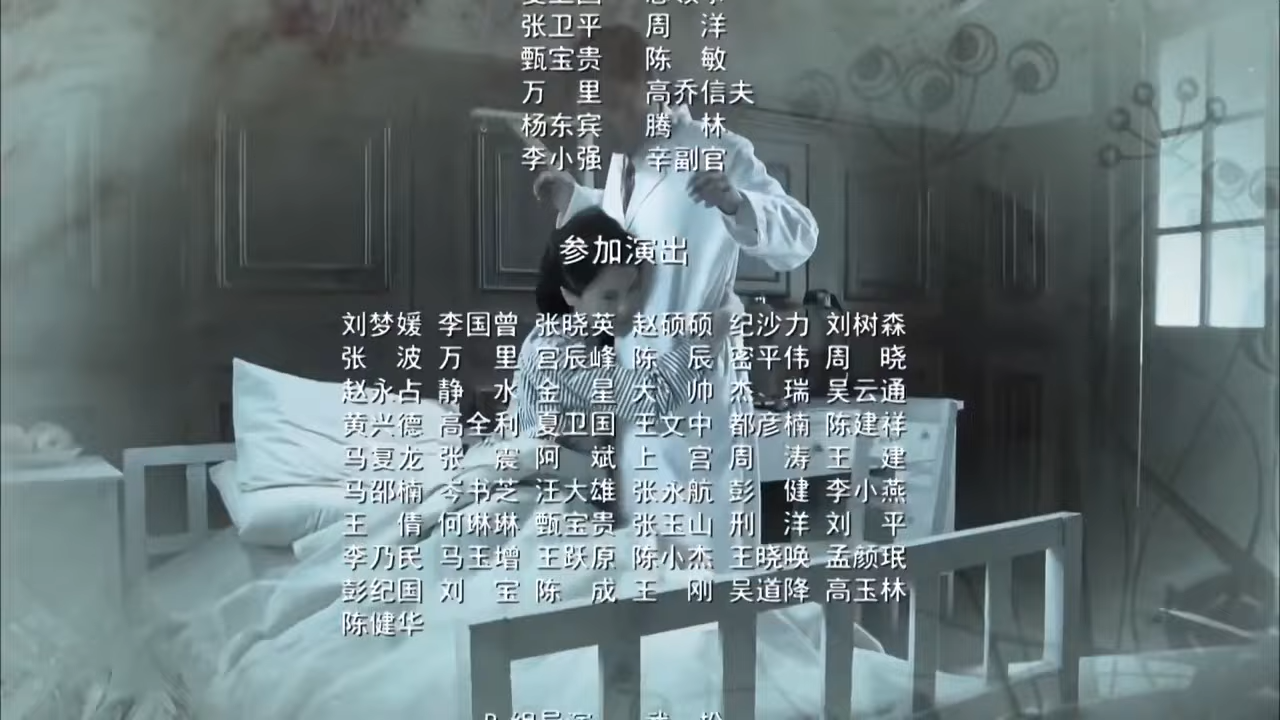 张卫平 周 洋
甄宝贵 陈 敏
万 里 高乔信夫
杨东宾 腾 林
李小强 辛副官
参加演出
刘梦媛 李国曾 张晓英 赵硕硕 纪沙力 刘树森
张 波 万 里 宫辰峰 陈 辰 密平伟 周 晓
赵永占 静 水 金 星 大 帅 杰 瑞 吴云通
黄兴德 高全利 夏卫国 王文中 都彦楠 陈建祥
马复龙 张 震 阿 斌 上 宫 周 涛 王 建
马邵楠 岑书芝 汪大雄 张永航 彭 健 李小燕
王 倩 何琳琳 甄宝贵 张玉山 刑 洋 刘 平
李乃民 马玉增 王跃原 陈小杰 王晓唤 孟颜珉
彭纪国 刘 宝 陈 成 王 刚 吴道降 高玉林
陈健华